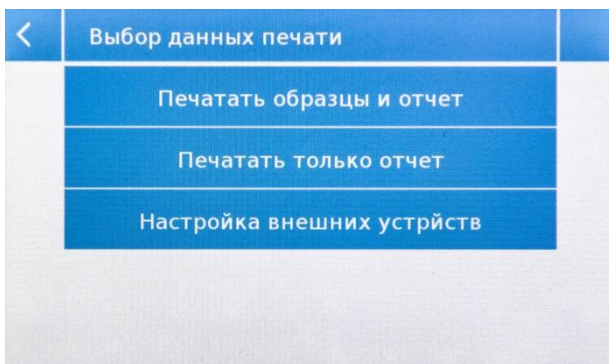 Выбор данных печати
Печатать образцы и отчет
Печатать только отчет
Настройка внешних устрйств